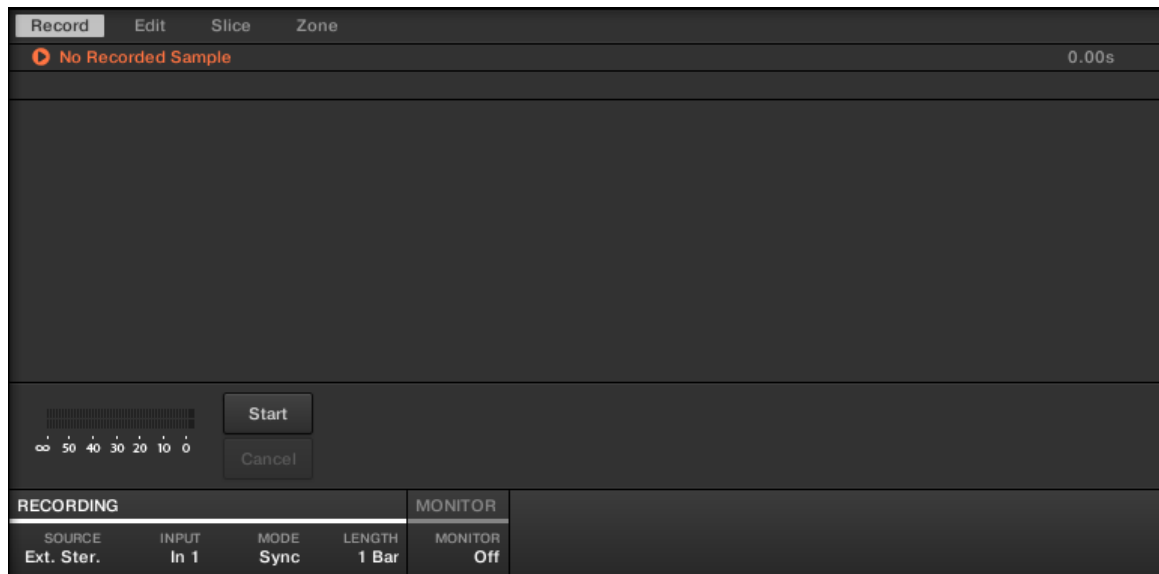 Record Edit Slice Zone
No Recorded Sample 0.00s
Start
∞ 50 40 30 20 10 0
Cancel
RECORDING MONITOR
SOURCE INPUT MODE LENGTH MONITOR
Ext. Ster. In 1 Sync 1 Bar Off